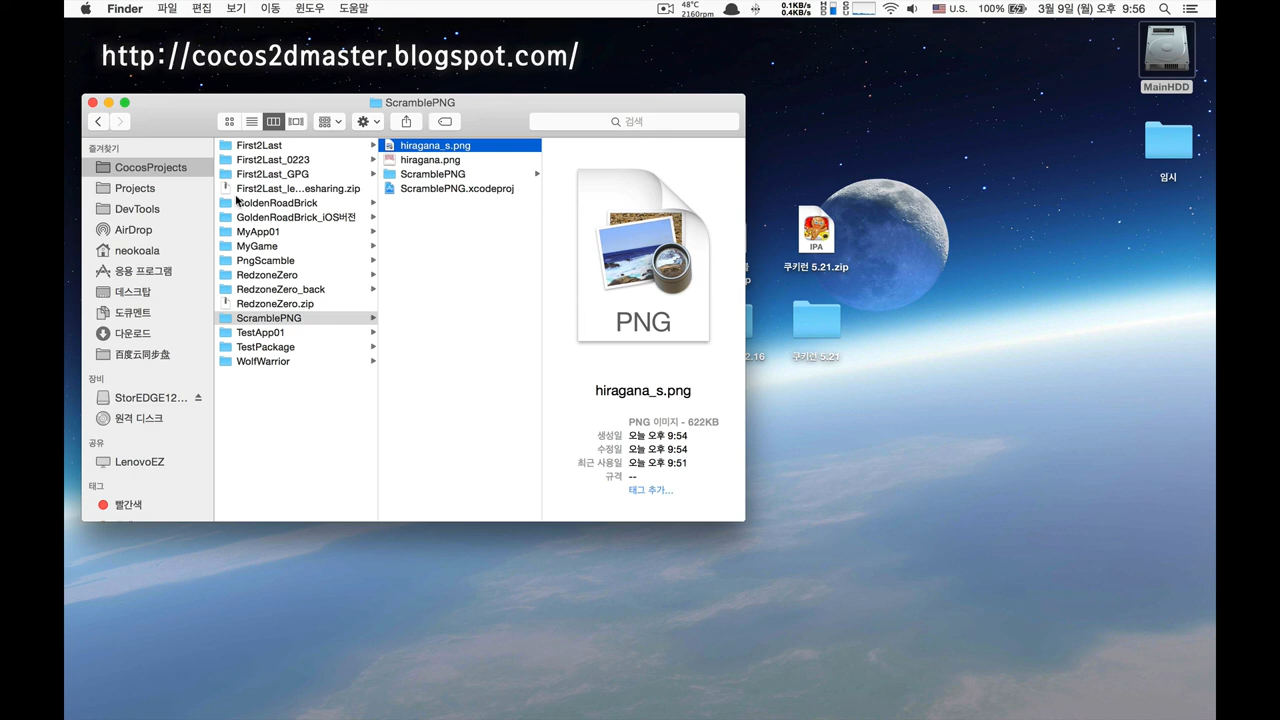 Finder 파일 편집 보기 이동 윈도우 도움말 48°C 2160rpm 0.1KB/s 0.4KB/s U.S. 100% 3월 9일 (월) 오후 9:56
http://cocos2dmaster.blogspot.com/
MainHDD
임시
IPA
쿠키런 5.21.zip
쿠키런 5.21
2.16
ScramblePNG
검색
즐겨찾기
CocosProjects
Projects
DevTools
AirDrop
neokoala
응용 프로그램
데스크탑
도큐멘트
다운로드
百度云同步盘
장비
StorEDGE12...
원격 디스크
공유
LenovoEZ
태그
빨간색
First2Last
First2Last_0223
First2Last_GPG
First2Last_le...esharing.zip
GoldenRoadBrick
GoldenRoadBrick_iOS버전
MyApp01
MyGame
PngScamble
RedzoneZero
RedzoneZero_back
RedzoneZero.zip
ScramblePNG
TestApp01
TestPackage
WolfWarrior
hiragana_s.png
hiragana.png
ScramblePNG
ScramblePNG.xcodeproj
PNG
hiragana_s.png
PNG 이미지 - 622KB
생성일 오늘 오후 9:54
수정일 오늘 오후 9:54
최근 사용일 오늘 오후 9:51
규격 --
태그 추가...